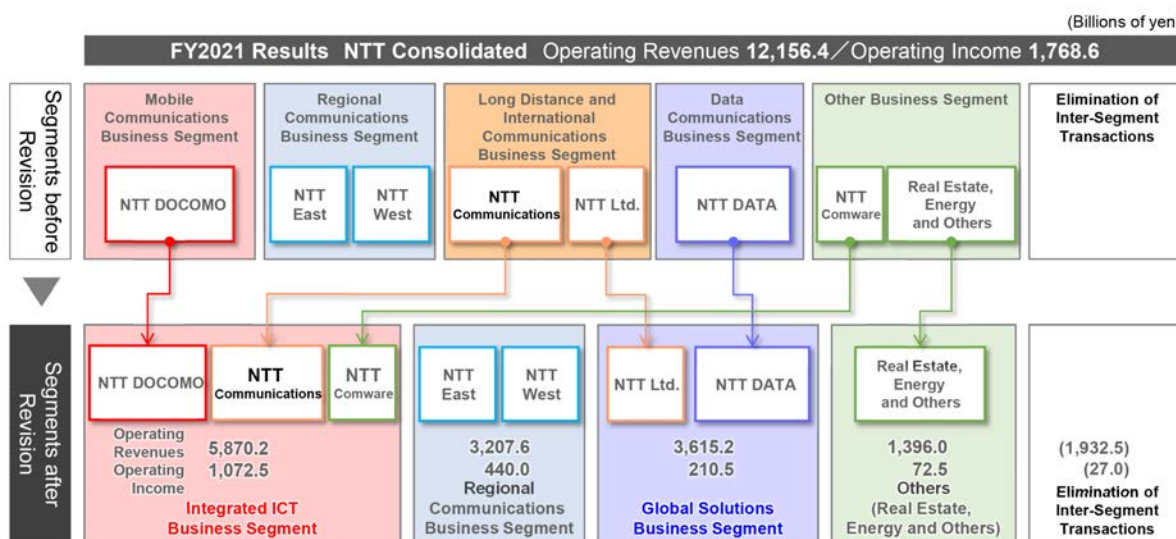 (Billions of yen
FY2021 Results NTT Consolidated Operating Revenues 12,156.4／Operating Income 1,768.6
Segments before
Revision
Mobile
Communications
Business Segment
NTT DOCOMO
Regional
Communications
Business Segment
NTT
East
NTT
West
Long Distance and
International
Communications
Business Segment
NTT
Communications
NTT Ltd.
Data
Communications
Business Segment
NTT DATA
Other Business Segment
NTT
Comware
Real Estate,
Energy
and Others
Elimination of
Inter-Segment
Transactions
Segments after
Revision
NTT DOCOMO
NTT
Communications
NTT
Comware
Operating
Revenues
5,870.2
Operating
Income
1,072.5
Integrated ICT
Business Segment
NTT
East
NTT
West
3,207.6
440.0
Regional
Communications
Business Segment
NTT Ltd.
NTT DATA
3,615.2
210.5
Global Solutions
Business Segment
Real Estate,
Energy
and Others
1,396.0
72.5
Others
(Real Estate,
Energy and Others)
(1,932.5)
(27.0)
Elimination of
Inter-Segment
Transactions